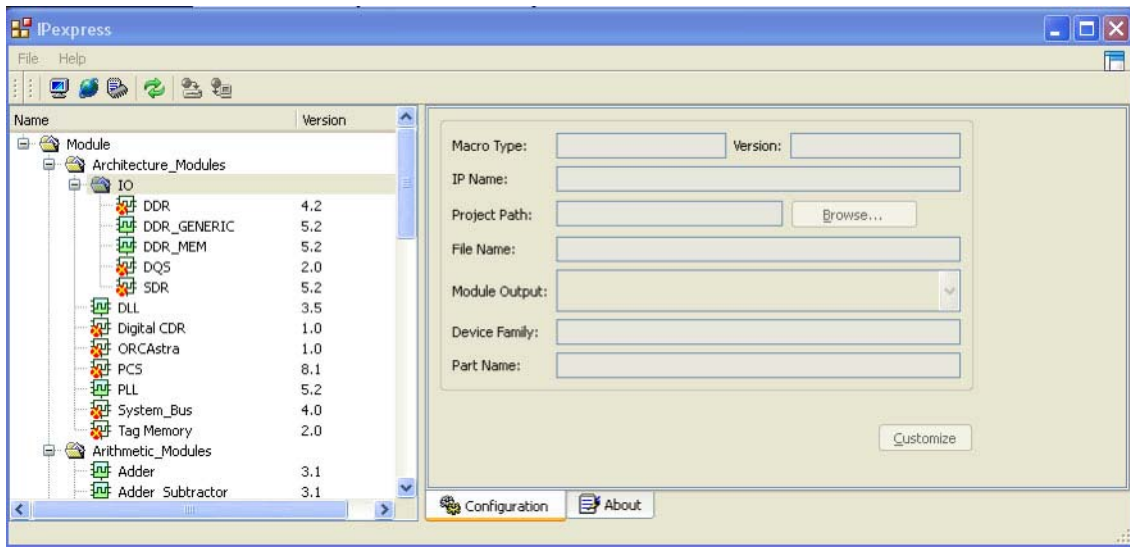 IPexpress
File Help
Name Version
Module
Architecture_Modules
IO
DDR 4.2
DDR_GENERIC 5.2
DDR_MEM 5.2
DQS 2.0
SDR 5.2
DLL 3.5
Digital CDR 1.0
ORCAstra 1.0
PCS 8.1
PLL 5.2
System_Bus 4.0
Tag Memory 2.0
Arithmetic_Modules
Adder 3.1
Adder_Subtractor 3.1
Macro Type: Version:
IP Name:
Project Path: Browse...
File Name:
Module Output:
Device Family:
Part Name:
Customize
Configuration About